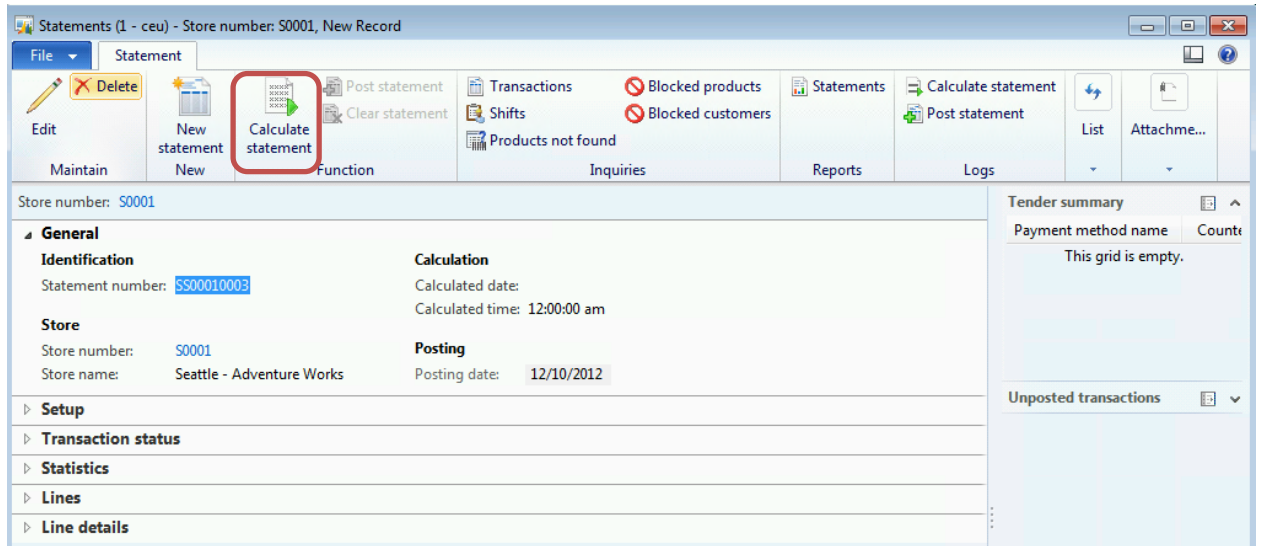 Statements (1 - ceu) - Store number: S0001, New Record
File
Statement
Delete
Edit
Maintain
New
statement
New
Calculate
statement
Post statement
Clear statement
Function
Transactions
Shifts
Products not found
Blocked products
Blocked customers
Inquiries
Statements
Reports
Calculate statement
Post statement
Logs
List
Attachme...
Store number: S0001
General
Identification
Statement number: SS00010003
Store
Store number: S0001
Store name: Seattle - Adventure Works
Calculation
Calculated date:
Calculated time: 12:00:00 am
Posting
Posting date: 12/10/2012
Setup
Transaction status
Statistics
Lines
Line details
Tender summary
Payment method name Counte
This grid is empty.
Unposted transactions